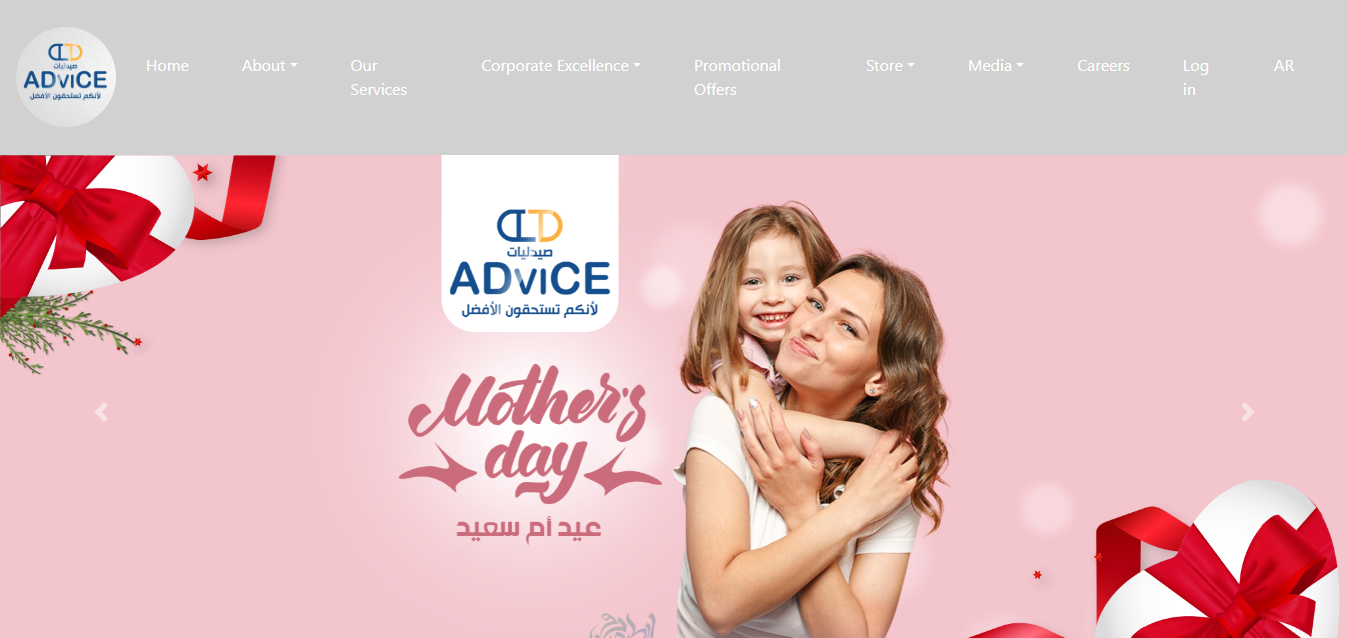 صيدليات
ADVICE
لأنكم تستحقون الأفضل
Home
About
Our Services
Corporate Excellence
Promotional Offers
Store
Media
Careers
Log in
AR
صيدليات
ADVICE
لأنكم تستحقون الأفضل
Mother's
day
عيد أم سعيد